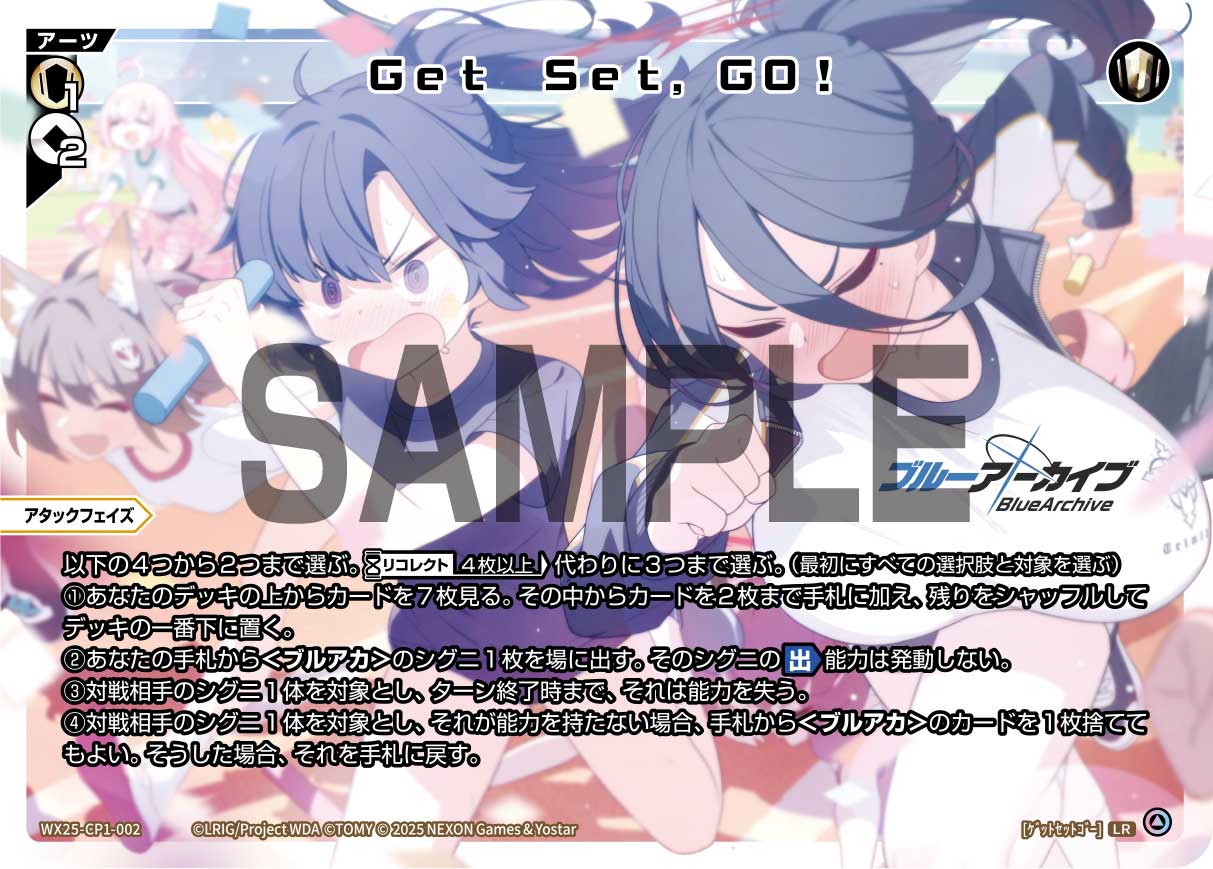 アーツ
Get Set, GO！
1
2
SAMPLE
ブルーアーカイブ
BlueArchive
アタックフェイズ
以下の４つから２つまで選ぶ。リコレクト ４枚以上 代わりに３つまで選ぶ。（最初にすべての選択肢と対象を選ぶ）
①あなたのデッキの上からカードを７枚見る。その中からカードを２枚まで手札に加え、残りをシャッフルして
デッキの一番下に置く。
②あなたの手札から＜ブルアカ＞のシグニ１枚を場に出す。そのシグニの 出 能力は発動しない。
③対戦相手のシグニ１体を対象とし、ターン終了時まで、それは能力を失う。
④対戦相手のシグニ１体を対象とし、それが能力を持たない場合、手札から＜ブルアカ＞のカードを１枚捨てて
もよい。そうした場合、それを手札に戻す。
WX25-CP1-002 ©LRIG/Project WDA ©TOMY © 2025 NEXON Games & Yostar [ｹﾞｯﾄｾｯﾄｺﾞｰ] LR